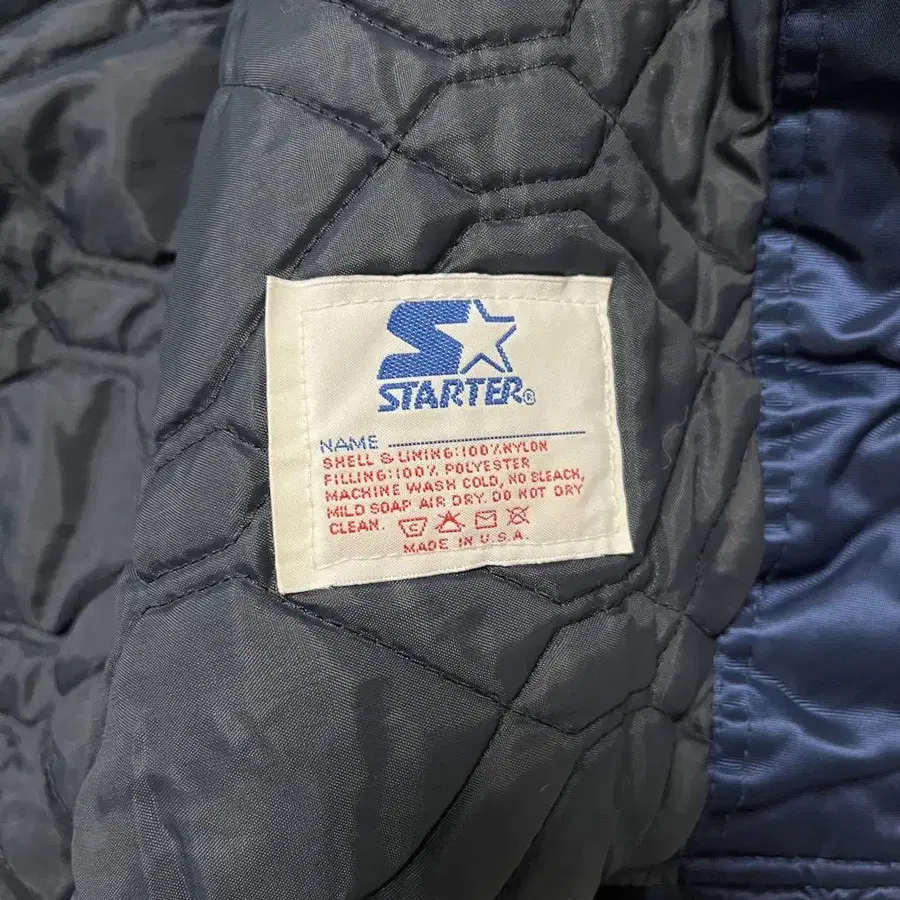 STARTER®
NAME
SHELL & LINING:100%NYLON
FILLING:100% POLYESTER
MACHINE WASH COLD, NO BLEACH,
MILD SOAP AIR DRY. DO NOT DRY
CLEAN.
MADE IN U.S.A.